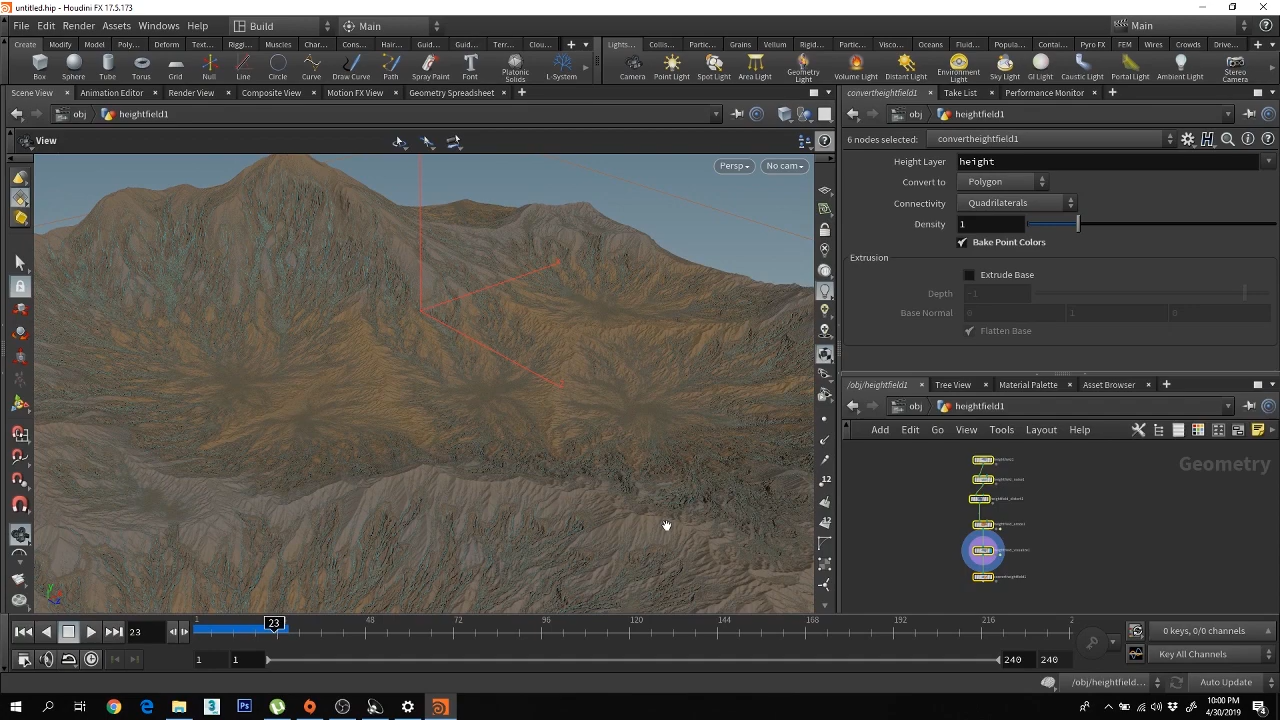 untitled.hip - Houdini FX 17.5.173
File Edit Render Assets Windows Help Build Main Main
Create Modify Model Poly... Deform Text... Riggi... Muscles Char... Cons... Hair... Guid... Guid... Terr... Clou... Lights... Collis... Partic... Grains Vellum Rigid... Partic... Visco... Oceans Fluid... Popula... Contai... Pyro FX FEM Wires Crowds Drive...
Box Sphere Tube Torus Grid Null Line Circle Curve Draw Curve Path Spray Paint Font Platonic Solids L-System Camera Point Light Spot Light Area Light Geometry Light Volume Light Distant Light Environment Light Sky Light GI Light Caustic Light Portal Light Ambient Light Stereo Camera
Scene View Animation Editor Render View Composite View Motion FX View Geometry Spreadsheet
obj heightfield1
View
Persp No cam
convertheightfield1 Take List Performance Monitor
obj heightfield1
6 nodes selected: convertheightfield1
Height Layer height
Convert to Polygon
Connectivity Quadrilaterals
Density 1
Bake Point Colors
Extrusion
Extrude Base
Depth -1
Base Normal 0 1 0
Flatten Base
/obj/heightfield1 Tree View Material Palette Asset Browser
obj heightfield1
Add Edit Go View Tools Layout Help
Geometry
12
12
1 23 48 72 96 120 144 168 192 216 2
23
0 keys, 0/0 channels
1 1 240 240
Key All Channels
/obj/heightfield... Auto Update
10:00 PM
4/30/2019